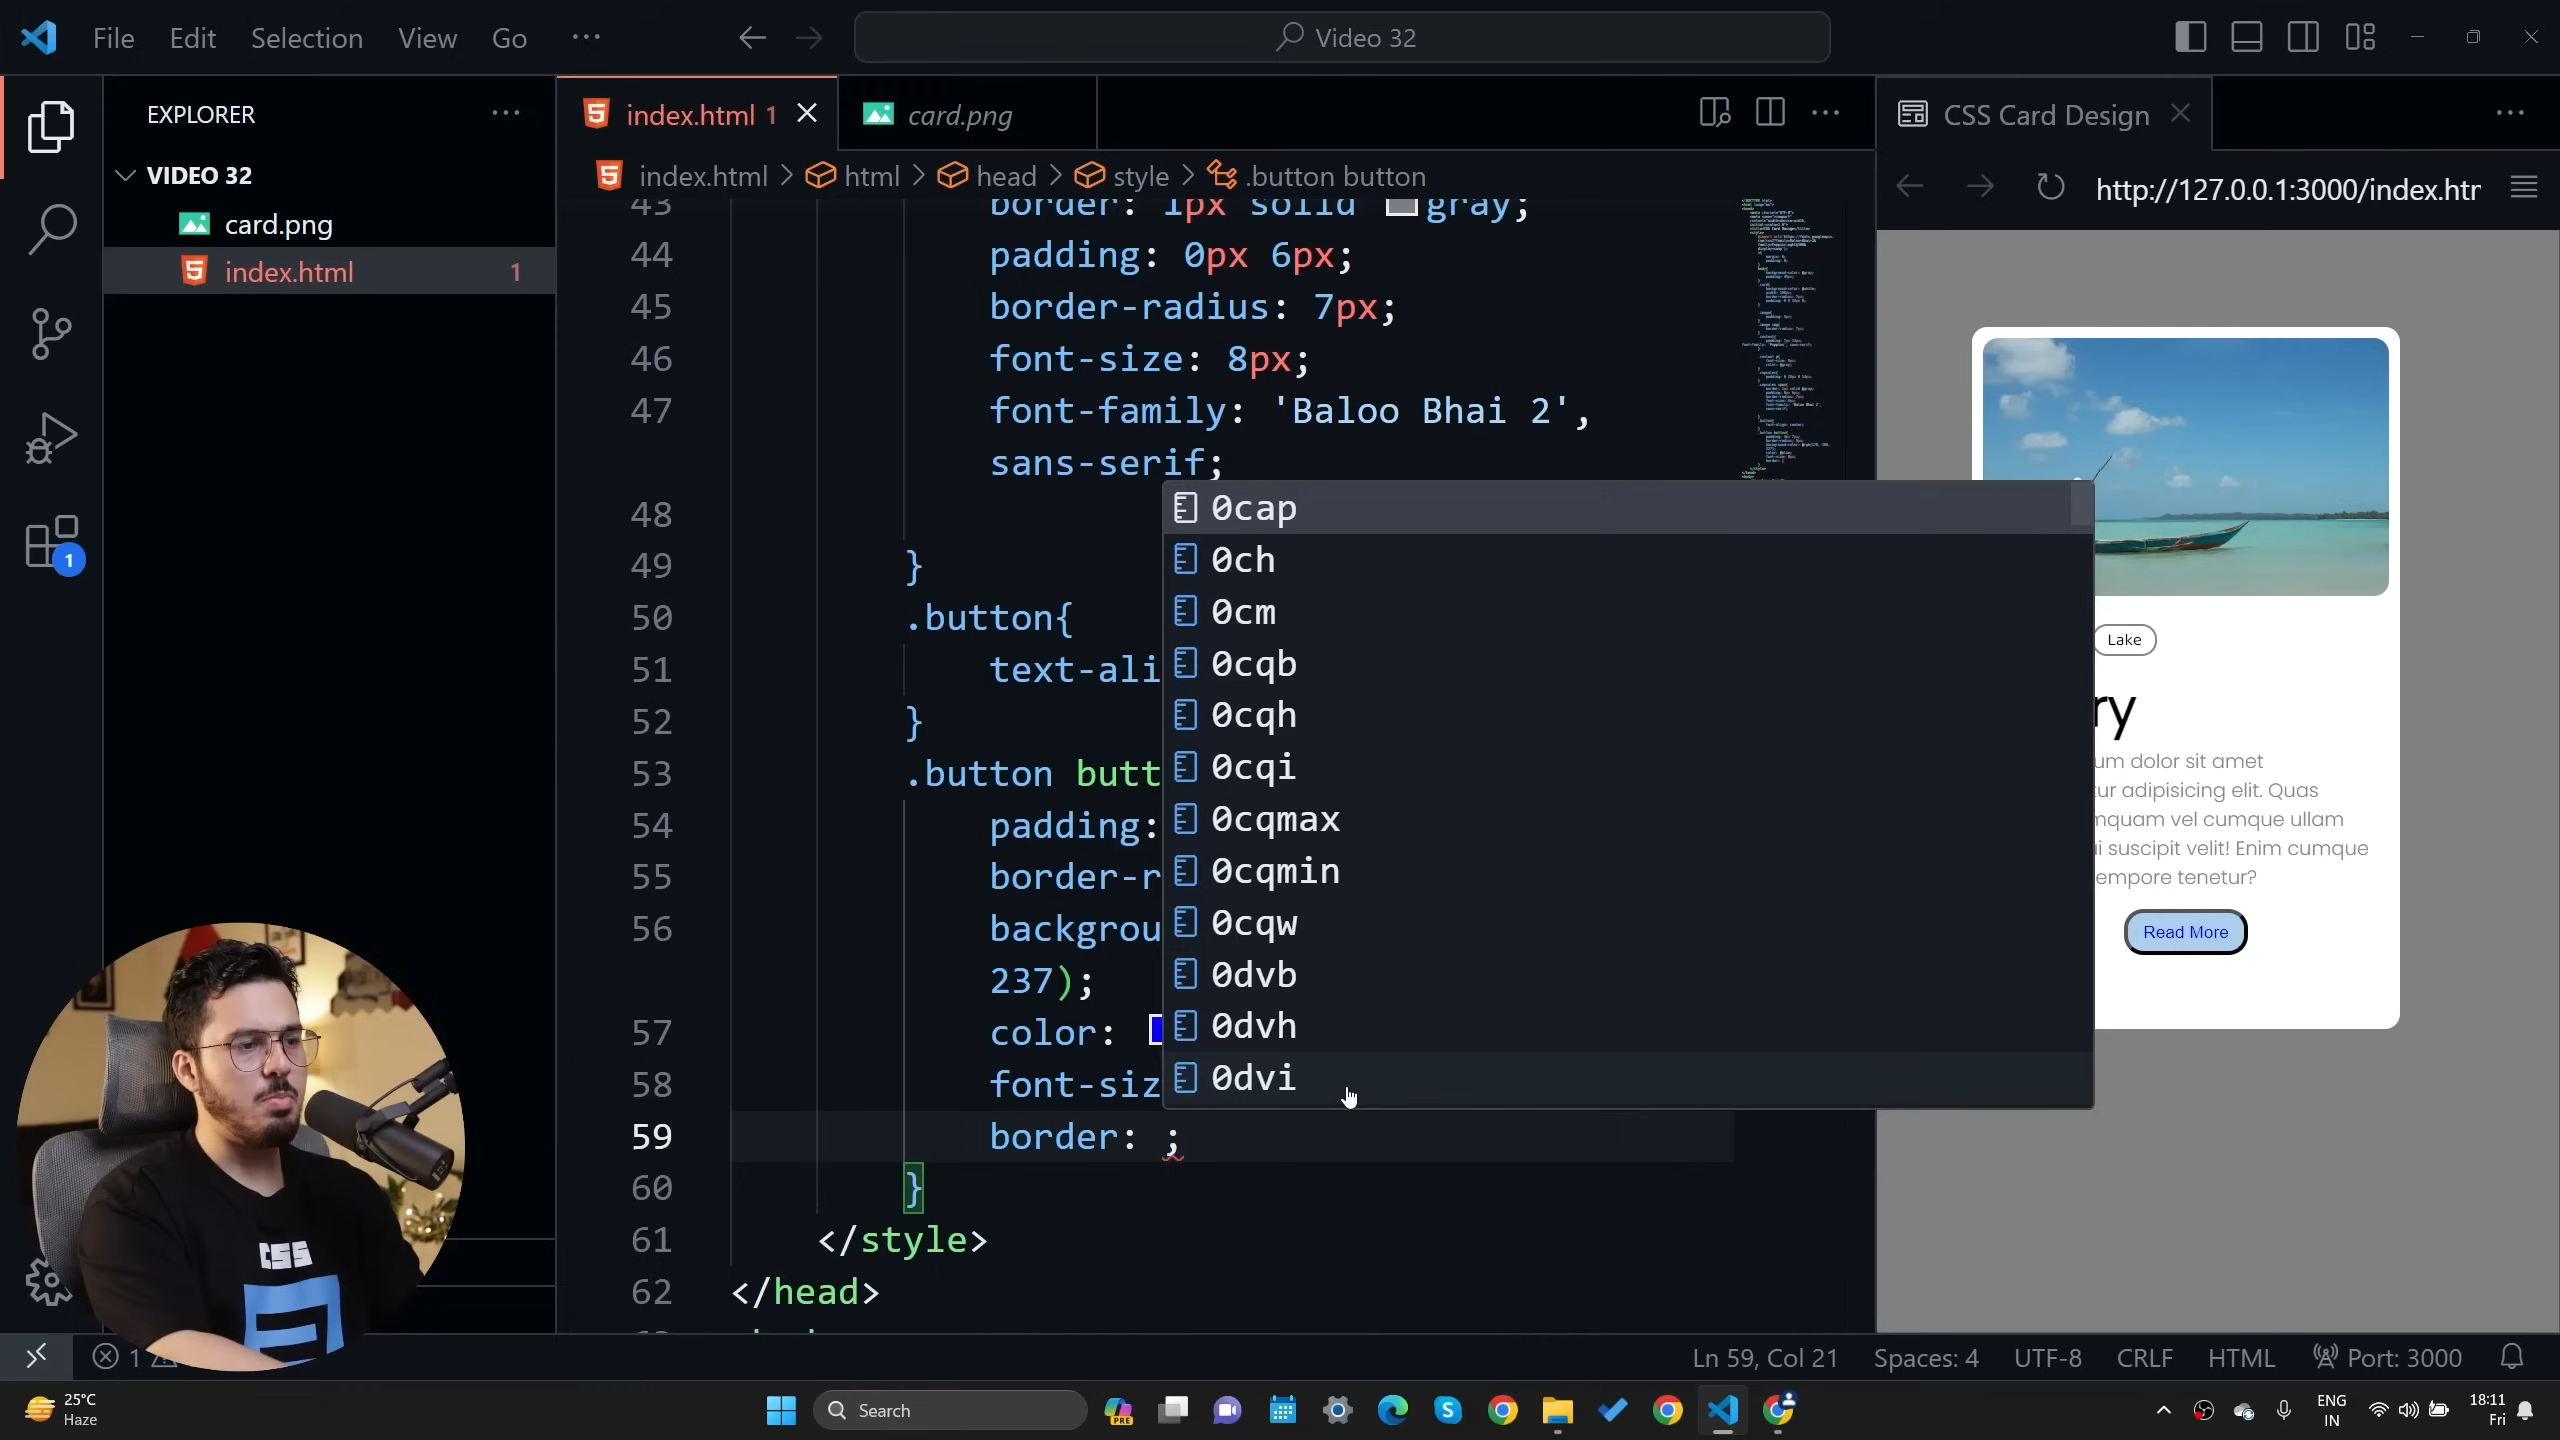 File Edit Selection View Go ···
Video 32
EXPLORER
VIDEO 32
card.png
index.html 1
1
index.html 1
card.png
index.html > html > head > style > .button button
43 border: 1px solid gray;
44 padding: 0px 6px;
45 border-radius: 7px;
46 font-size: 8px;
47 font-family: 'Baloo Bhai 2',
sans-serif;
48
49 }
50 .button{
51 text-ali
52 }
53 .button butt
54 padding:
55 border-r
56 backgrou
237);
57 color:
58 font-siz
59 border: ;
60 }
61 </style>
62 </head>
0cap
0ch
0cm
0cqb
0cqh
0cqi
0cqmax
0cqmin
0cqw
0dvb
0dvh
0dvi
CSS Card Design
http://127.0.0.1:3000/index.htr
Lake
ry
um dolor sit amet
tur adipisicing elit. Quas
mquam vel cumque ullam
i suscipit velit! Enim cumque
empore tenetur?
Read More
CSS
1
Ln 59, Col 21 Spaces: 4 UTF-8 CRLF HTML Port: 3000
25°C
Haze
Search
PRE
ENG
IN
18:11
Fri